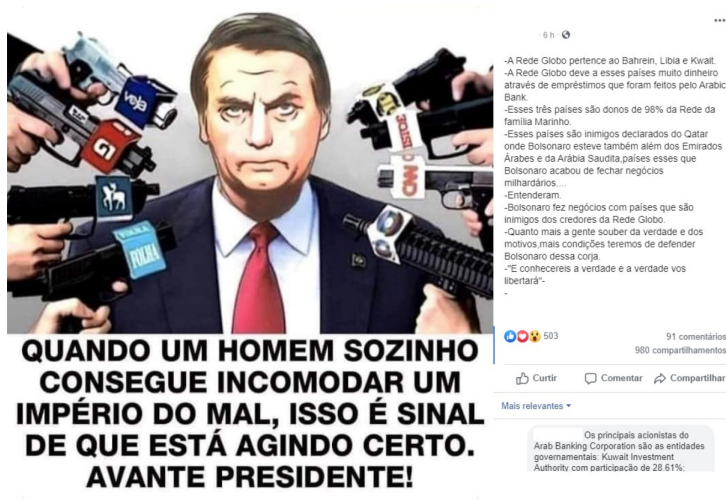 veja
G1
FOLHA
ISTOÉ
CNN
QUANDO UM HOMEM SOZINHO
CONSEGUE INCOMODAR UM
IMPÉRIO DO MAL, ISSO É SINAL
DE QUE ESTÁ AGINDO CERTO.
AVANTE PRESIDENTE!
6 h ·
-A Rede Globo pertence ao Bahrein, Libia e Kwait.
-A Rede Globo deve a esses países muito dinheiro
através de empréstimos que foram feitos pelo Arabic
Bank.
-Esses três países são donos de 98% da Rede da
família Marinho.
-Esses países são inimigos declarados do Qatar
onde Bolsonaro esteve também além dos Emirados
Árabes e da Arábia Saudita,países esses que
Bolsonaro acabou de fechar negócios
milhardários....
-Entenderam.
-Bolsonaro fez negócios com países que são
inimigos dos credores da Rede Globo.
-Quanto mais a gente souber da verdade e dos
motivos,mais condições teremos de defender
Bolsonaro dessa corja.
-"E conhecereis a verdade e a verdade vos
libertará"-
-
503
91 comentários
980 compartilhamentos
Curtir
Comentar
Compartilhar
Mais relevantes
Os principais acionistas do
Arab Banking Corporation são as entidades
governamentais: Kuwait Investment
Authority com participação de 28.61%;